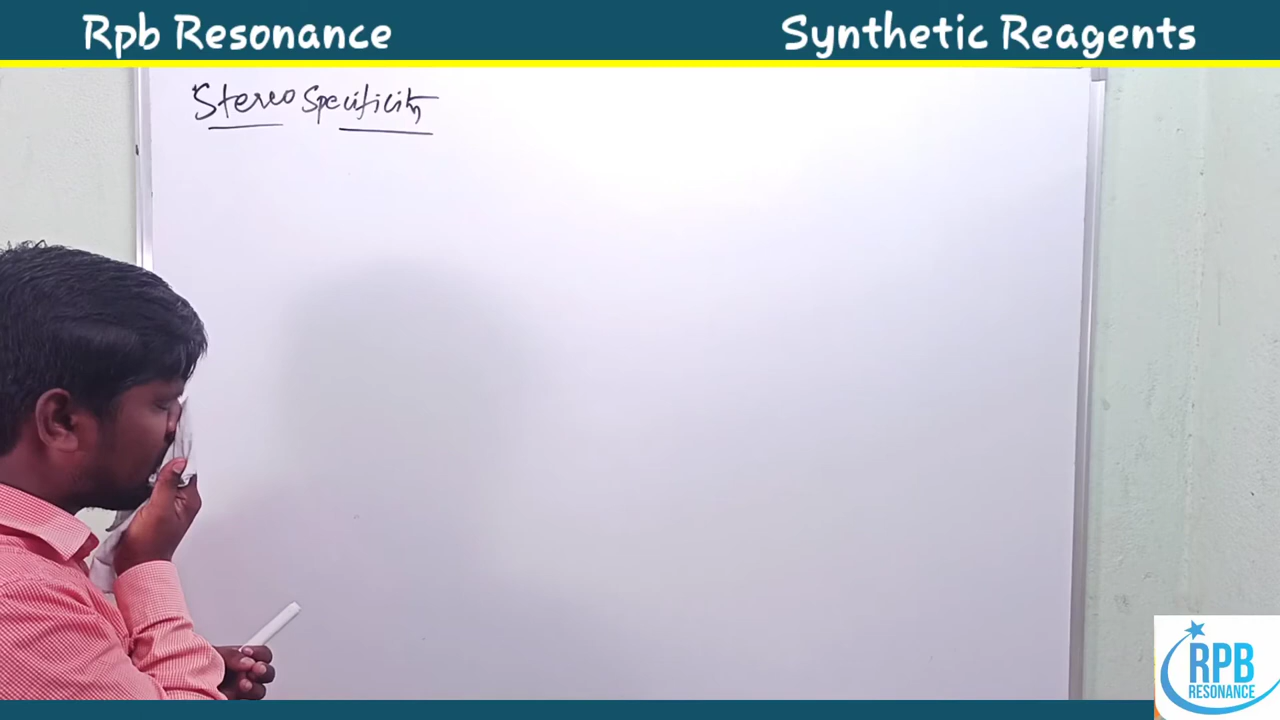 Rpb Resonance
Synthetic Reagents
Stereo Specificity
RPB
RESONANCE